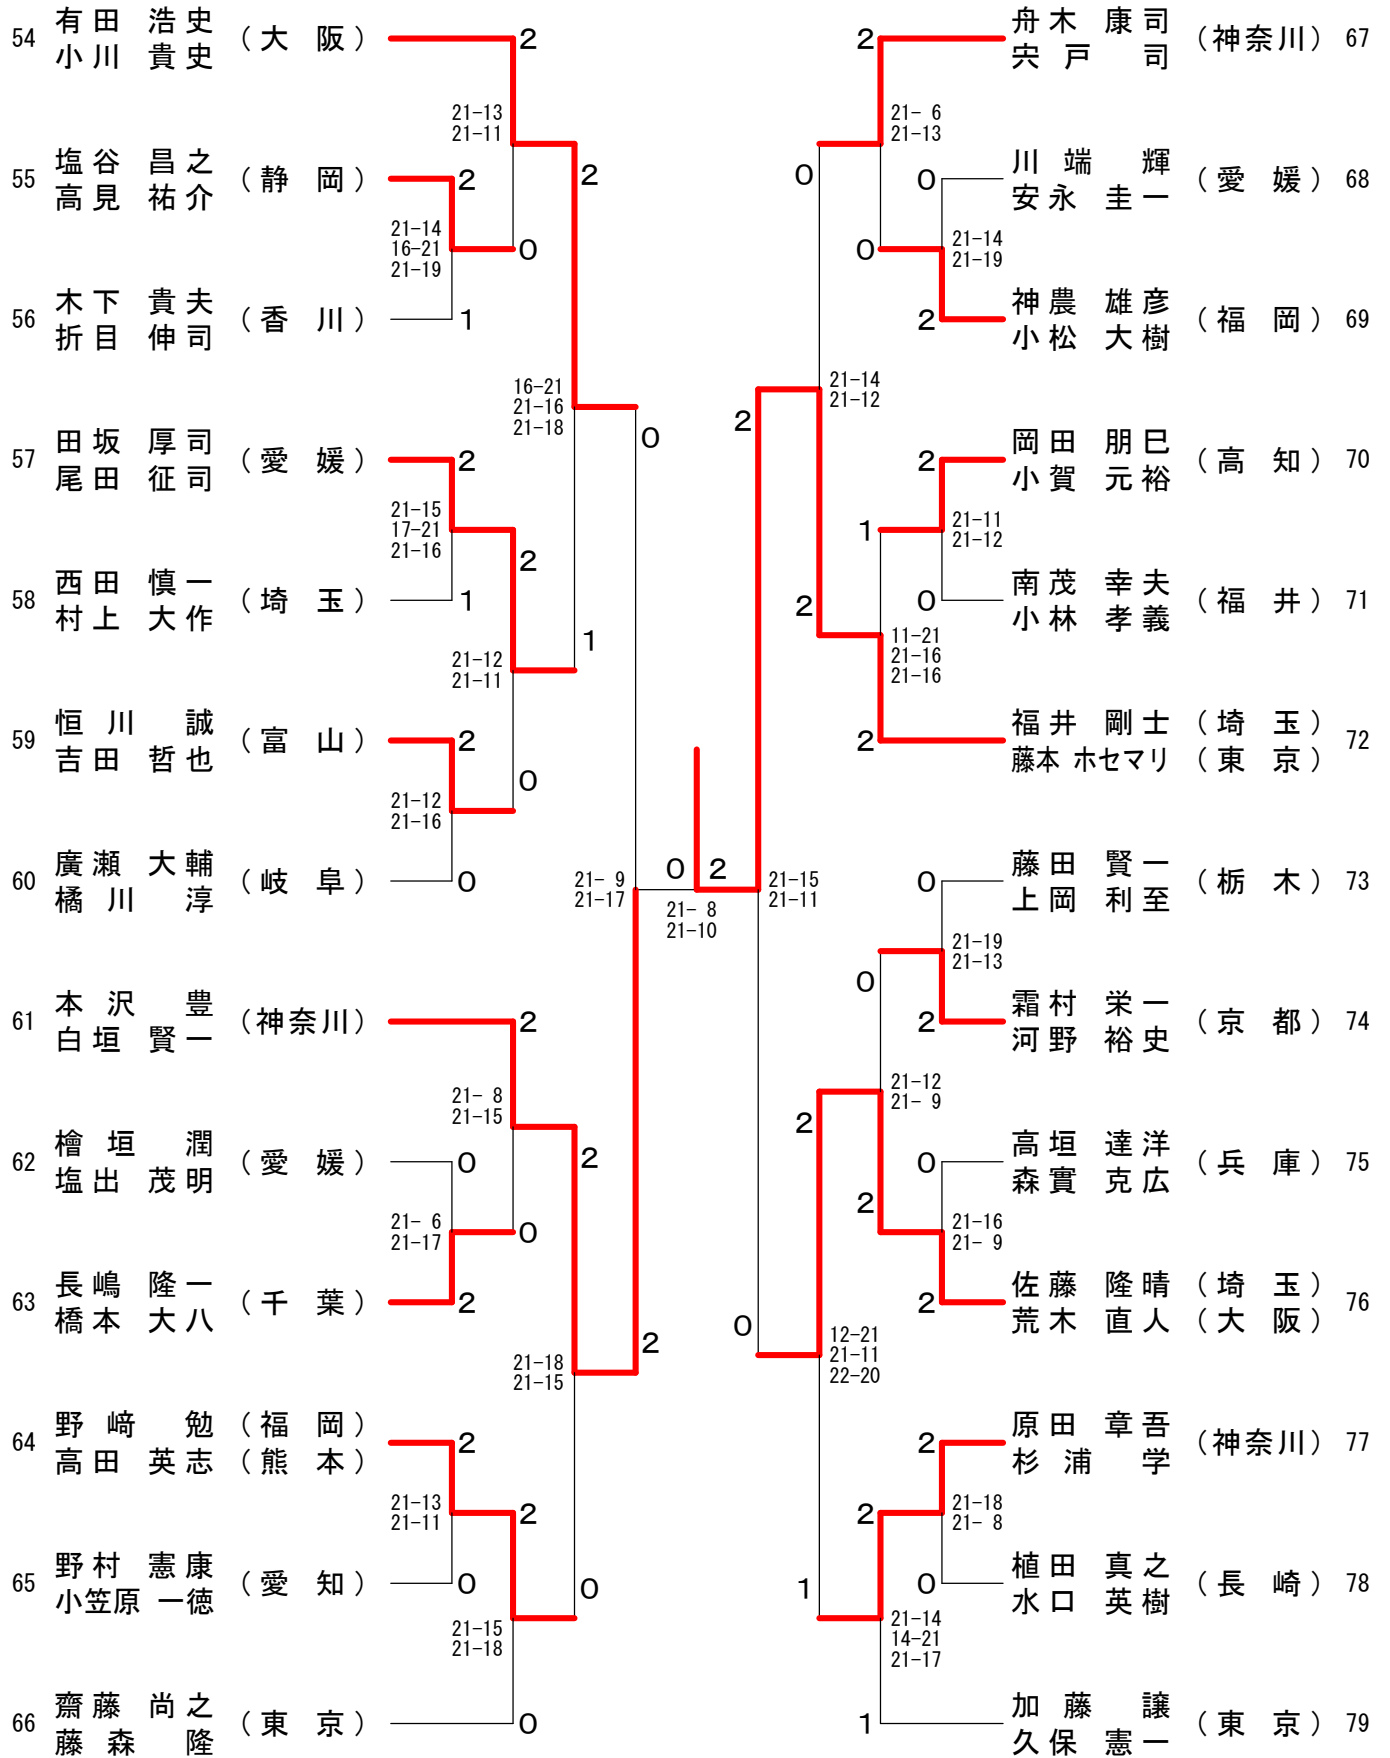 54 有田 浩史 (大 阪) 2
小川 貴史
21-13
21-11
2
55 塩谷 昌之 (静 岡) 2
高見 祐介
21-14
16-21
21-19
0
56 木下 貴夫 (香 川) 1
折目 伸司
16-21
21-16
21-18
0
57 田坂 厚司 (愛 媛) 2
尾田 征司
21-15
17-21
21-16
2
58 西田 慎一 (埼 玉) 1
村上 大作
1
21-12
21-11
59 恒川 誠 (富 山) 2
吉田 哲也
0
21-12
21-16
60 廣瀬 大輔 (岐 阜) 0
橘川 淳
21- 9
21-17
0 2
21- 8
21-10
61 本沢 豊 (神奈川) 2
白垣 賢一
21- 8
21-15
2
62 檜垣 潤 (愛 媛) 0
塩出 茂明
21- 6
21-17
0
63 長嶋 隆一 (千 葉) 2
橋本 大八
2
21-18
21-15
64 野﨑 勉 (福 岡) 2
高田 英志 (熊 本)
21-13
21-11
2
65 野村 憲康 (愛 知) 0
小笠原 一徳
0
21-15
21-18
66 齋藤 尚之 (東 京) 0
藤森 隆
2 舟木 康司 (神奈川) 67
宍戸 司
21- 6
21-13
0
0 川端 輝 (愛 媛) 68
安永 圭一
0
21-14
21-19
2 神農 雄彦 (福 岡) 69
小松 大樹
2
21-14
21-12
2 岡田 朋巳 (高 知) 70
小賀 元裕
1
21-11
21-12
0 南茂 幸夫 (福 井) 71
小林 孝義
2
11-21
21-16
21-16
2 福井 剛士 (埼 玉) 72
藤本 ホセマリ (東 京)
0 藤田 賢一 (栃 木) 73
上岡 利至
21-15
21-11
21-19
21-13
0
2 霜村 栄一 (京 都) 74
河野 裕史
21-12
21- 9
2
0 高垣 達洋 (兵 庫) 75
森實 克広
2
21-16
21- 9
2 佐藤 隆晴 (埼 玉) 76
荒木 直人 (大 阪)
0
12-21
21-11
22-20
2 原田 章吾 (神奈川) 77
杉浦 学
2
21-18
21- 8
0 植田 真之 (長 崎) 78
水口 英樹
1
21-14
14-21
21-17
1 加藤 譲 (東 京) 79
久保 憲一